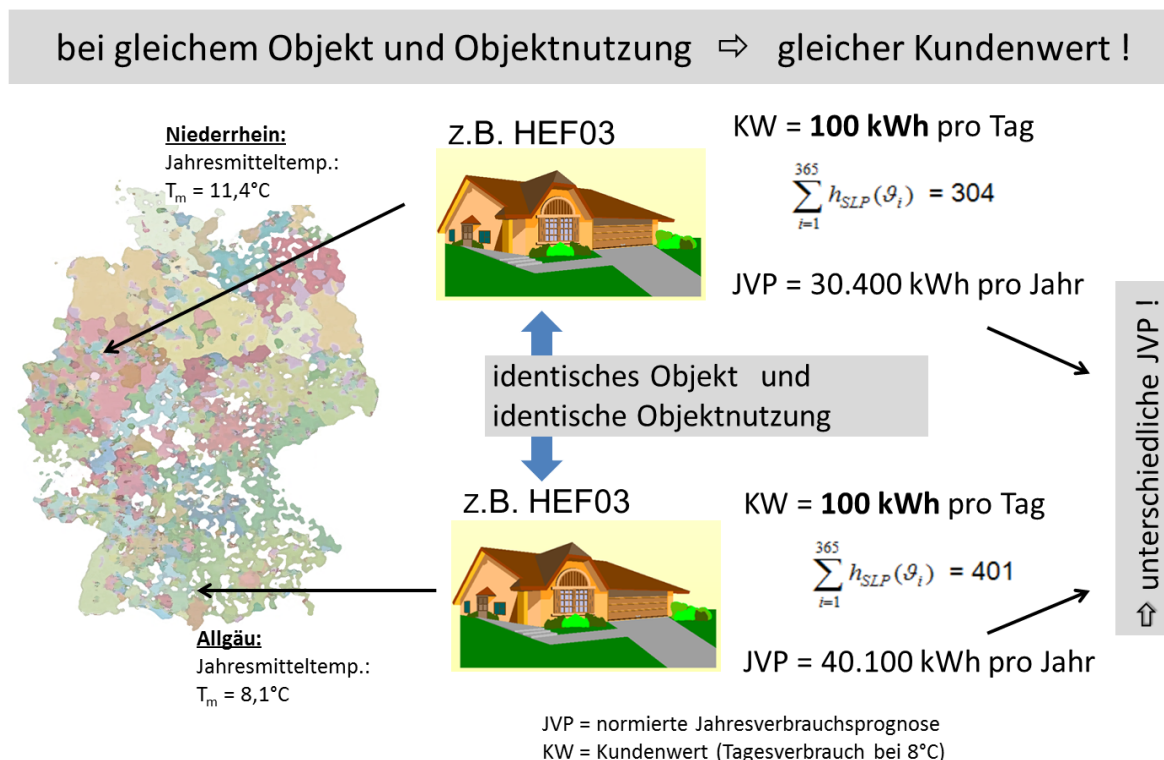 bei gleichem Objekt und Objektnutzung ⇨ gleicher Kundenwert !
Niederrhein:
Jahresmitteltemp.:
Tm = 11,4°C
z.B. HEF03
KW = 100 kWh pro Tag
365
∑ hSLP(ϑi) = 304
i=1
JVP = 30.400 kWh pro Jahr
identisches Objekt und
identische Objektnutzung
⇨ unterschiedliche JVP !
z.B. HEF03
KW = 100 kWh pro Tag
365
∑ hSLP(ϑi) = 401
i=1
JVP = 40.100 kWh pro Jahr
Allgäu:
Jahresmitteltemp.:
Tm = 8,1°C
JVP = normierte Jahresverbrauchsprognose
KW = Kundenwert (Tagesverbrauch bei 8°C)